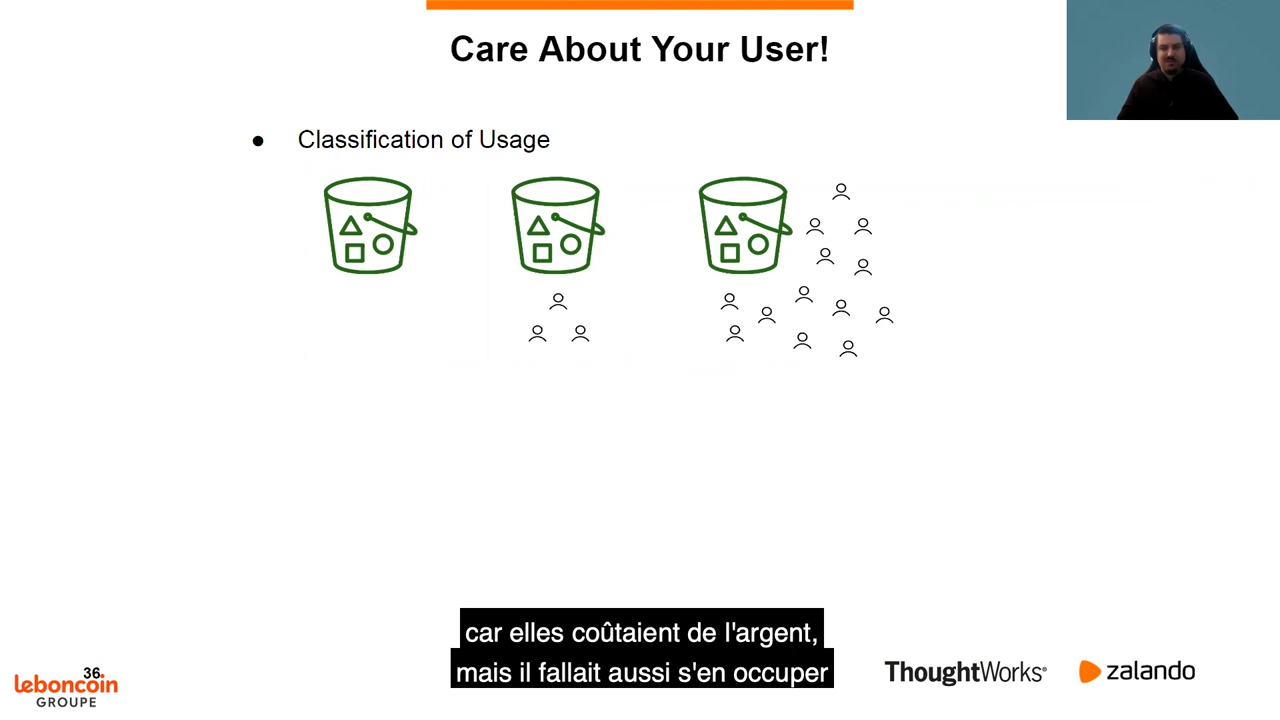 Care About Your User!
● Classification of Usage
car elles coûtaient de l'argent,
mais il fallait aussi s'en occuper
36
leboncoin
GROUPE
ThoughtWorks®
zalando